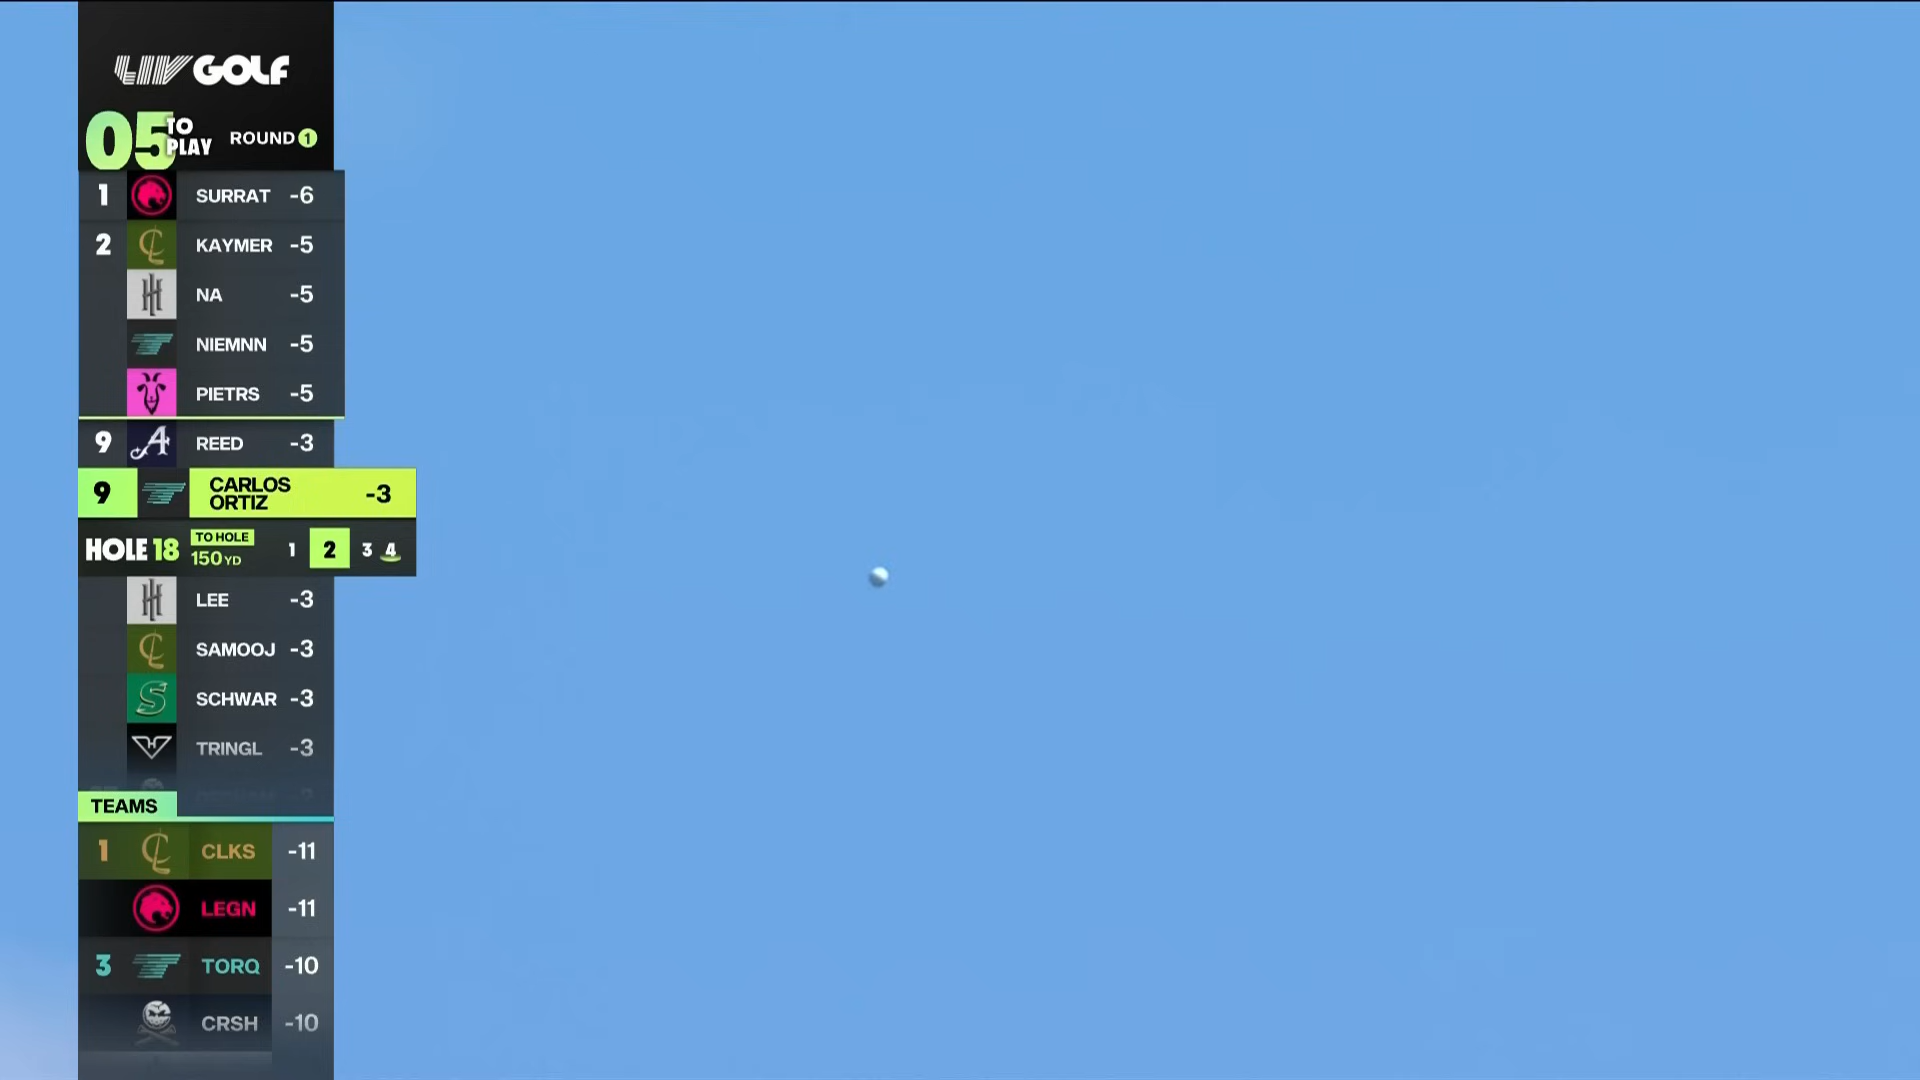 LIV GOLF
05 TO PLAY ROUND 1
1 SURRAT -6
2 KAYMER -5
NA -5
NIEMNN -5
PIETRS -5
9 REED -3
9 CARLOS ORTIZ -3
HOLE 18 TO HOLE 150 YD 1 2 3 4
LEE -3
SAMOOJ -3
SCHWAR -3
TRINGL -3
TEAMS
1 CLKS -11
LEGN -11
3 TORQ -10
CRSH -10